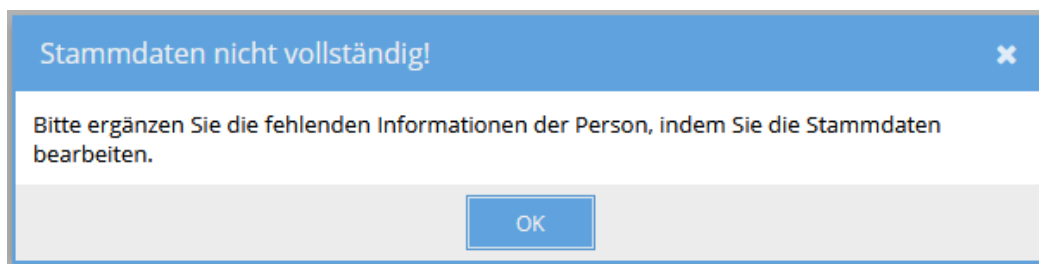 Stammdaten nicht vollständig!
Bitte ergänzen Sie die fehlenden Informationen der Person, indem Sie die Stammdaten
bearbeiten.
OK